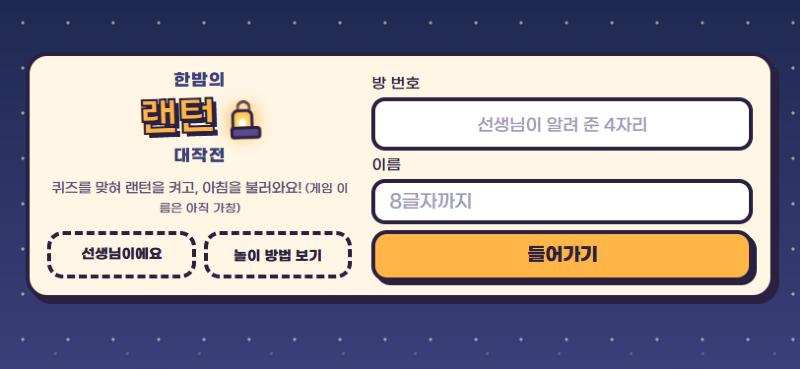 한밤의
랜턴
대작전
퀴즈를 맞혀 랜턴을 켜고, 아침을 불러와요! (게임 이
름은 아직 가칭)
선생님이에요
놀이 방법 보기
방 번호
선생님이 알려 준 4자리
이름
8글자까지
들어가기